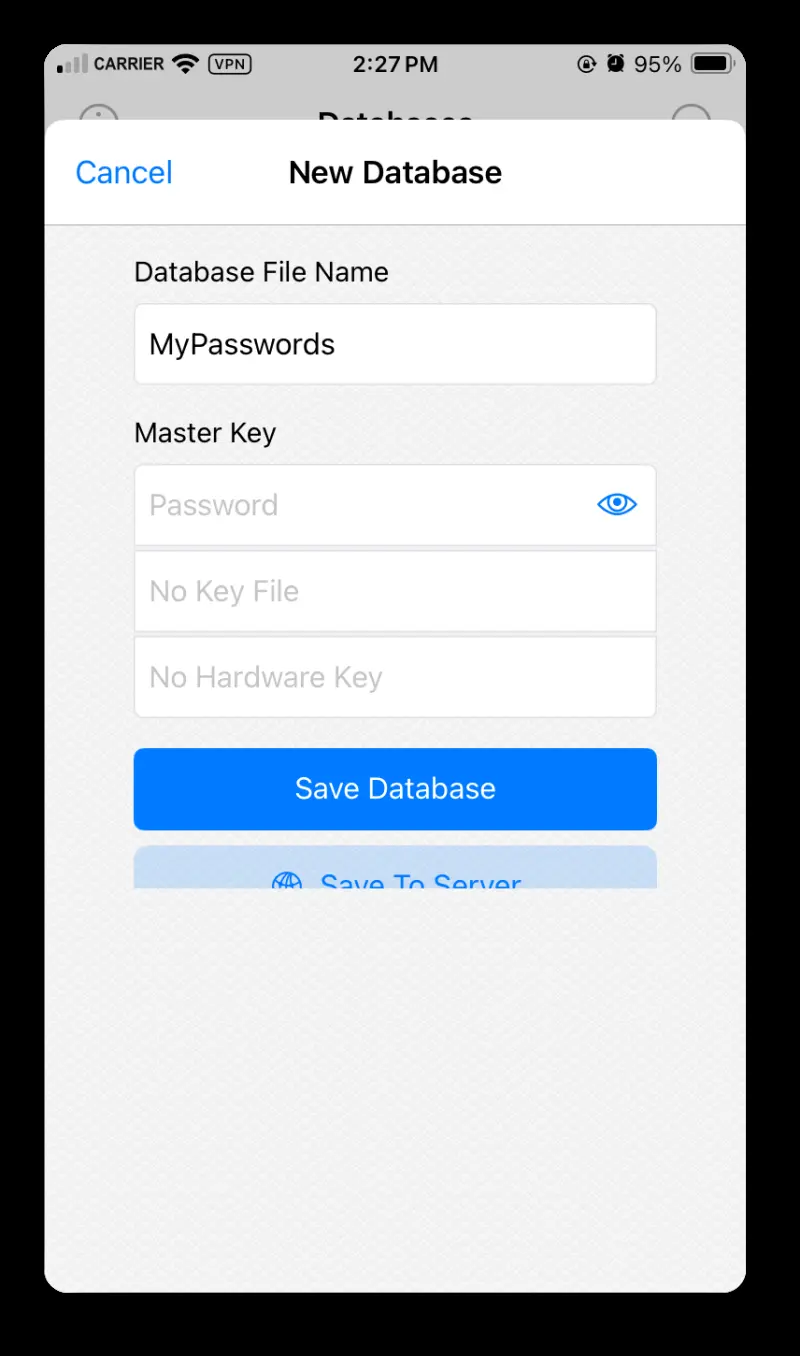 CARRIER VPN 2:27 PM 95%
Databases
Cancel New Database
Database File Name
MyPasswords
Master Key
Password
No Key File
No Hardware Key
Save Database
Save To Server